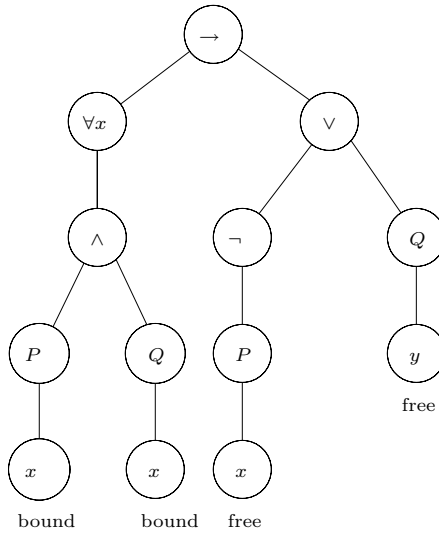 →
∀x ∨
∧ ¬ Q
P Q P y
free
x x x
bound bound free